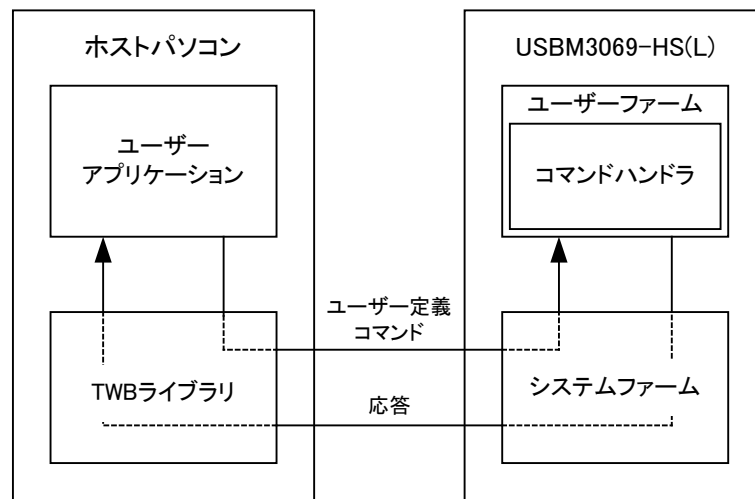 ホストパソコン
USBM3069-HS(L)
ユーザー
アプリケーション
ユーザーファーム
コマンドハンドラ
ユーザー定義
コマンド
TWBライブラリ
応答
システムファーム